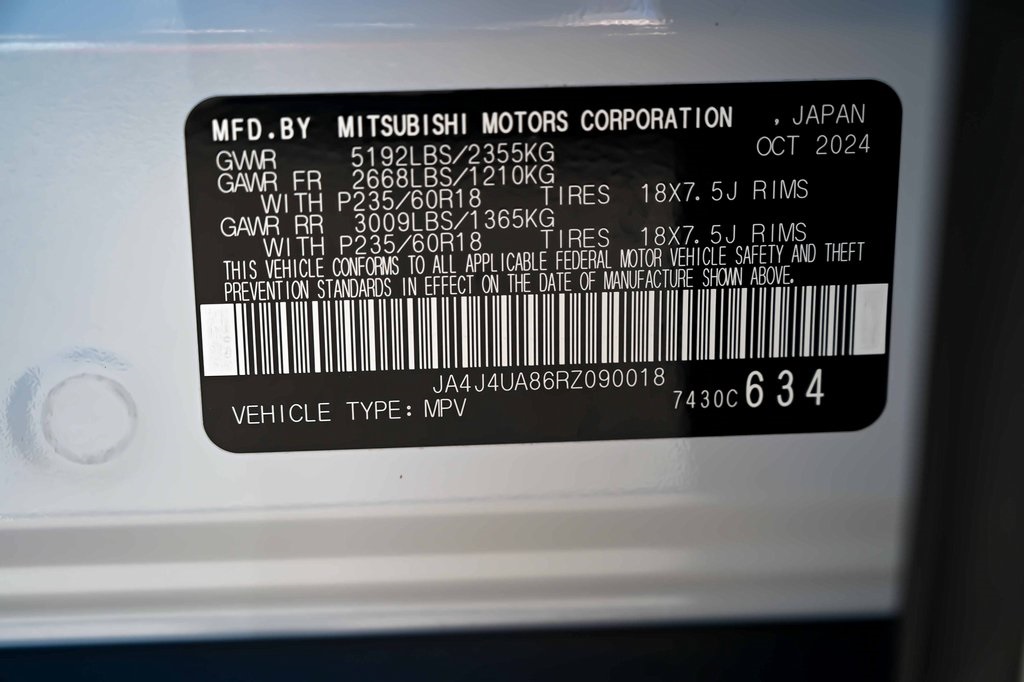 MFD.BY MITSUBISHI MOTORS CORPORATION , JAPAN
OCT 2024
GVWR 5192LBS/2355KG
GAWR FR 2668LBS/1210KG
WITH P235/60R18 TIRES 18X7.5J RIMS
GAWR RR 3009LBS/1365KG
WITH P235/60R18 TIRES 18X7.5J RIMS
THIS VEHICLE CONFORMS TO ALL APPLICABLE FEDERAL MOTOR VEHICLE SAFETY AND THEFT
PREVENTION STANDARDS IN EFFECT ON THE DATE OF MANUFACTURE SHOWN ABOVE.
JA4J4UA86RZ090018
VEHICLE TYPE: MPV 7430C 634